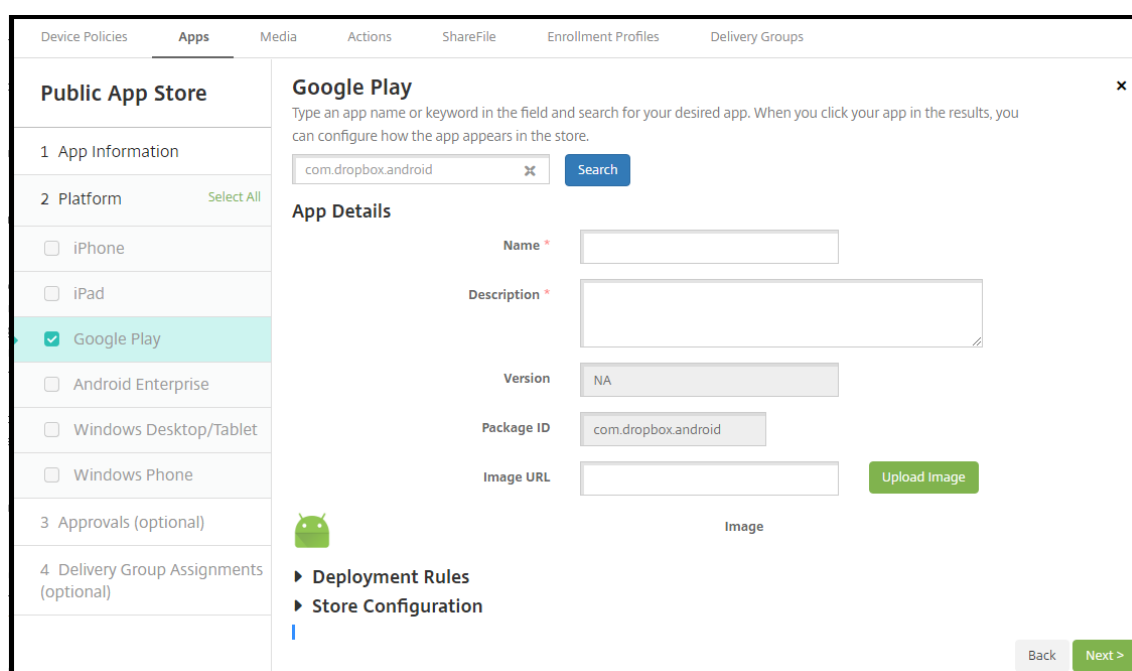 Device Policies Apps Media Actions ShareFile Enrollment Profiles Delivery Groups
Public App Store
1 App Information
2 Platform Select All
iPhone
iPad
Google Play
Android Enterprise
Windows Desktop/Tablet
Windows Phone
3 Approvals (optional)
4 Delivery Group Assignments
(optional)
Google Play
Type an app name or keyword in the field and search for your desired app. When you click your app in the results, you
can configure how the app appears in the store.
com.dropbox.android Search
App Details
Name *
Description *
Version NA
Package ID com.dropbox.android
Image URL Upload Image
Image
Deployment Rules
Store Configuration
Back Next >